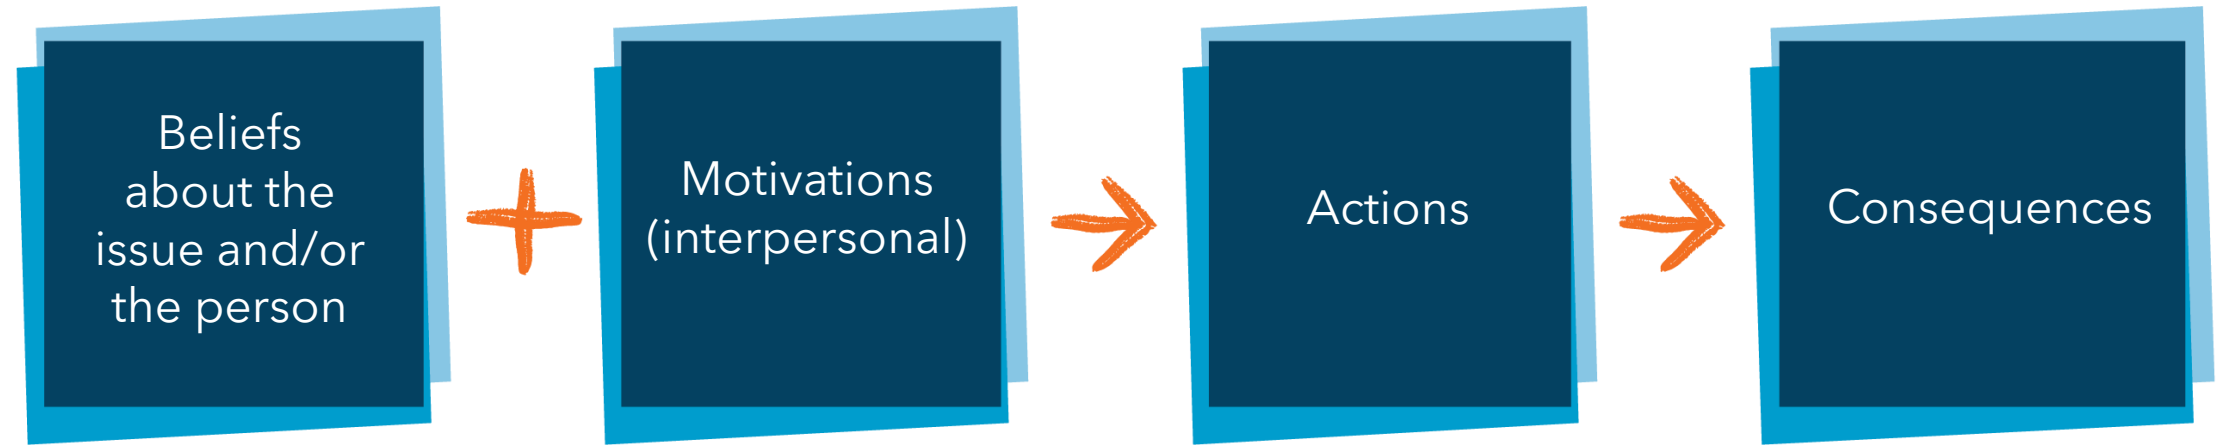 Beliefs
about the
issue and/or
the person
Motivations
(interpersonal)
Actions
Consequences